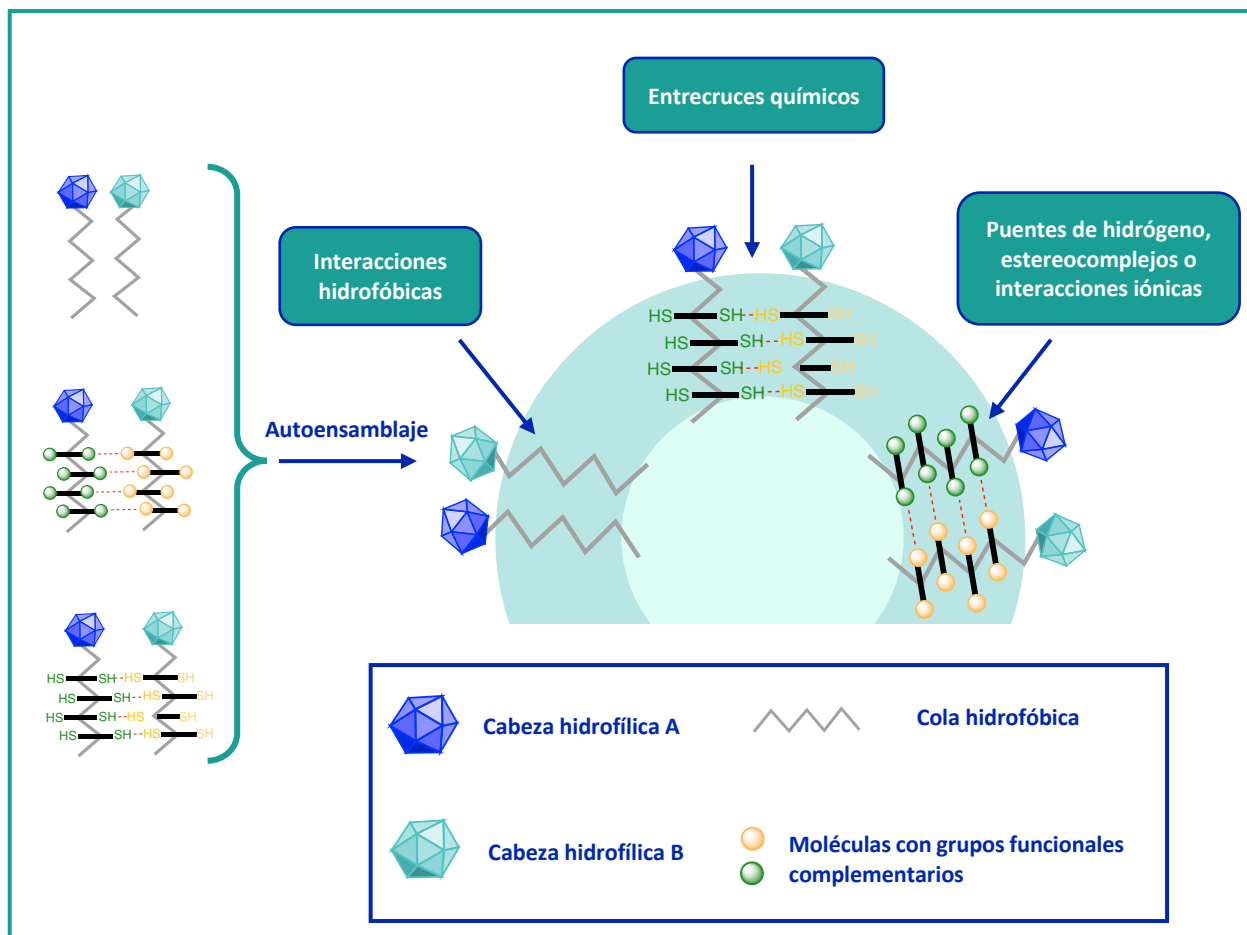 Entrecruces químicos
Interacciones
hidrofóbicas
Puentes de hidrógeno,
estereocomplejos o
interacciones iónicas
Autoensamblaje
HS SH HS SH
HS SH HS SH
HS SH HS SH
HS SH HS SH
HS SH HS SH
HS SH HS SH
HS SH HS SH
HS SH HS SH
Cabeza hidrofílica A
Cola hidrofóbica
Cabeza hidrofílica B
Moléculas con grupos funcionales
complementarios